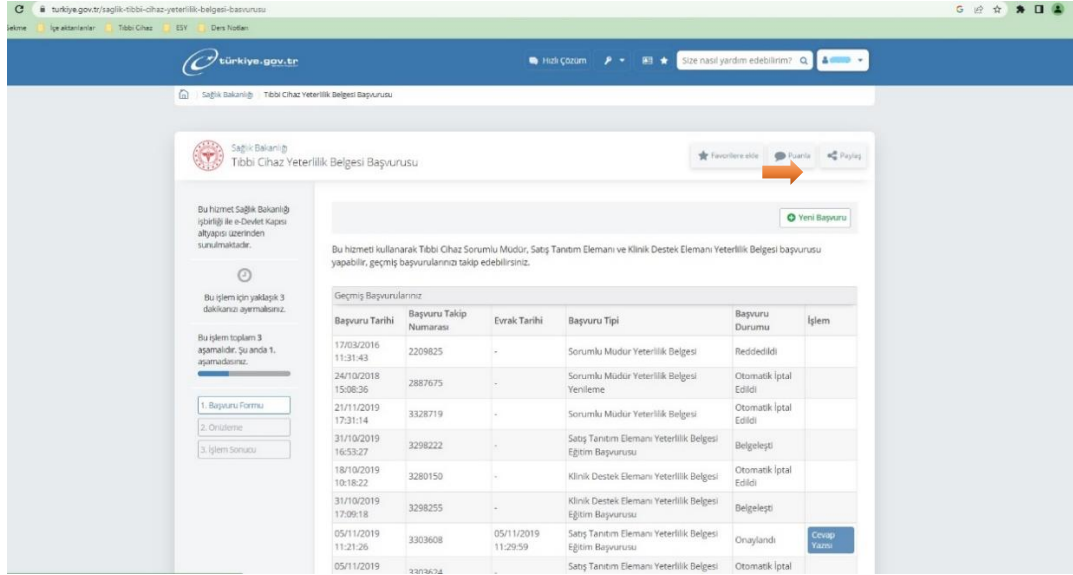 turkiye.gov.tr/saglik-tibbi-cihaz-yeterlilik-belgesi-basvurusu
Tıbbi Cihaz
ESY
Ders Notları
türkiye.gov.tr
Hızlı Çözüm
Size nasıl yardım edebilirim?
Sağlık Bakanlığı
Tıbbi Cihaz Yeterlilik Belgesi Başvurusu
Sağlık Bakanlığı
Tıbbi Cihaz Yeterlilik Belgesi Başvurusu
Favorilere ekle
Puanla
Paylaş
Bu hizmet Sağlık Bakanlığı
işbirliği ile e-Devlet Kapısı
altyapısı üzerinden
sunulmaktadır.
Bu işlem için yaklaşık 3
dakikanızı ayırmalısınız.
Bu işlem toplam 3
aşamalıdır. Şu anda 1.
aşamadasınız.
1. Başvuru Formu
2. Önizleme
3. İşlem Sonucu
Yeni Başvuru
Bu hizmeti kullanarak Tıbbi Cihaz Sorumlu Müdür, Satış Tanıtım Elemanı ve Klinik Destek Elemanı Yeterlilik Belgesi başvurusu
yapabilir, geçmiş başvurularınızı takip edebilirsiniz.
Geçmiş Başvurularınız
Başvuru Tarihi Başvuru Takip Numarası Evrak Tarihi Başvuru Tipi Başvuru Durumu İşlem
17/03/2016 11:31:43 2209825 - Sorumlu Müdür Yeterlilik Belgesi Reddedildi
24/10/2018 15:08:36 2887675 - Sorumlu Müdür Yeterlilik Belgesi Yenileme Otomatik İptal Edildi
21/11/2019 17:31:14 3328719 - Sorumlu Müdür Yeterlilik Belgesi Otomatik İptal Edildi
31/10/2019 16:53:27 3298222 - Satış Tanıtım Elemanı Yeterlilik Belgesi Eğitim Başvurusu Belgeleşti
18/10/2019 10:18:22 3280150 - Klinik Destek Elemanı Yeterlilik Belgesi Otomatik İptal Edildi
31/10/2019 17:09:18 3298255 - Klinik Destek Elemanı Yeterlilik Belgesi Eğitim Başvurusu Belgeleşti
05/11/2019 11:21:26 3303608 05/11/2019 11:29:59 Satış Tanıtım Elemanı Yeterlilik Belgesi Eğitim Başvurusu Onaylandı Cevap Yazısı
05/11/2019 3303624 - Satış Tanıtım Elemanı Yeterlilik Belgesi Otomatik İptal